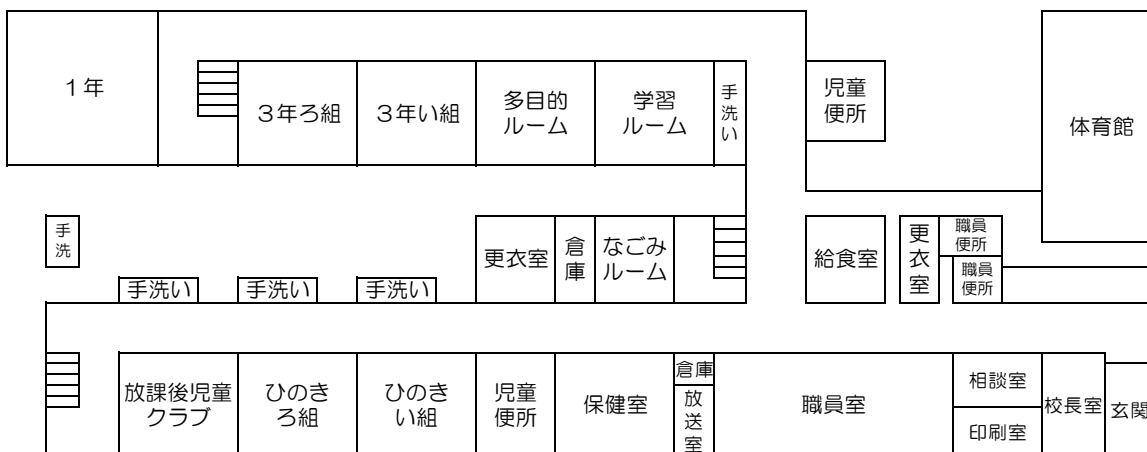 １年
３年ろ組
３年い組
多目的
ルーム
学習
ルーム
手洗い
児童
便所
体育館
手洗
更衣室
倉庫
なごみ
ルーム
給食室
更衣室
職員
便所
職員
便所
手洗い
手洗い
手洗い
放課後児童
クラブ
ひのき
ろ組
ひのき
い組
児童
便所
保健室
倉庫
放送室
職員室
相談室
印刷室
校長室
玄関